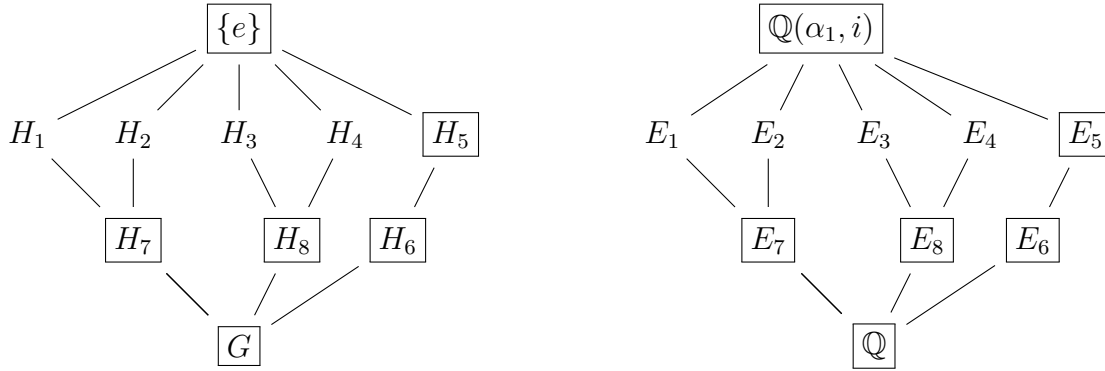 {e} ℚ(α₁, i)
H₁ H₂ H₃ H₄ H₅ E₁ E₂ E₃ E₄ E₅
H₇ H₈ H₆ E₇ E₈ E₆
G ℚ